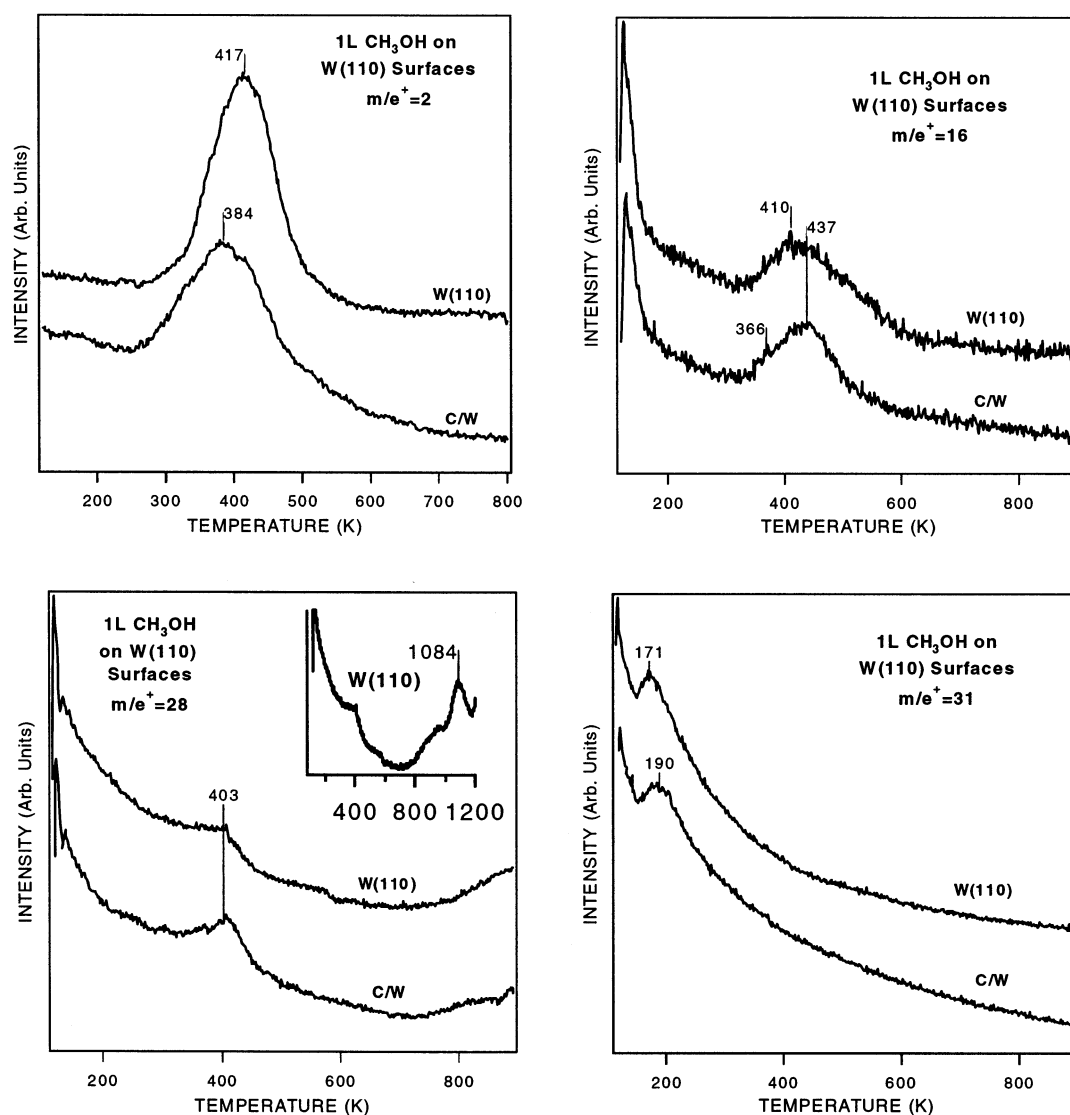 1L CH₃OH on
W(110) Surfaces
m/e⁺=2
417
384
W(110)
C/W
INTENSITY (Arb. Units)
200 300 400 500 600 700 800
TEMPERATURE (K)
1L CH₃OH on
W(110) Surfaces
m/e⁺=16
410
437
366
W(110)
C/W
INTENSITY (Arb. Units)
200 400 600 800
TEMPERATURE (K)
1L CH₃OH
on W(110)
Surfaces
m/e⁺=28
1084
W(110)
400 800 1200
403
W(110)
C/W
INTENSITY (Arb. Units)
200 400 600 800
TEMPERATURE (K)
1L CH₃OH on
W(110) Surfaces
m/e⁺=31
171
190
W(110)
C/W
INTENSITY (Arb. Units)
200 400 600 800
TEMPERATURE (K)